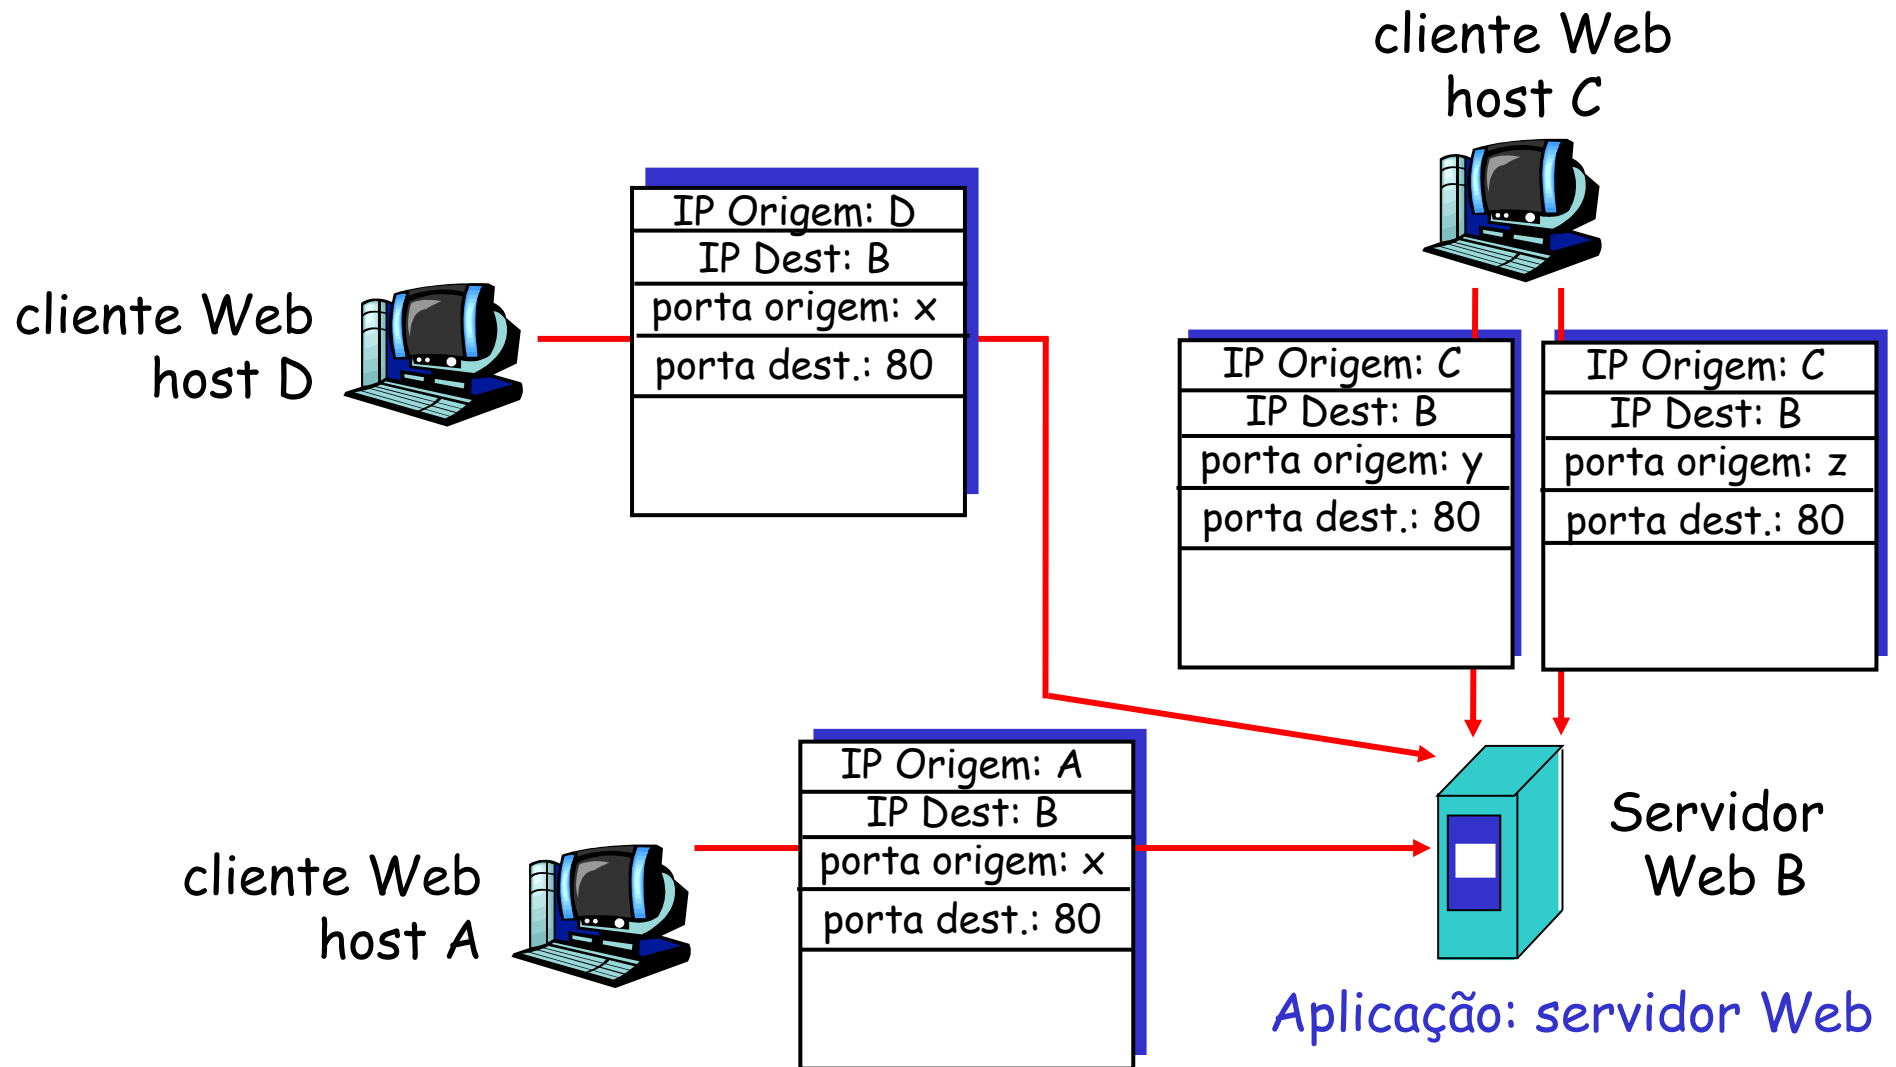 cliente Web
host C
IP Origem: D
IP Dest: B
porta origem: x
porta dest.: 80
cliente Web
host D
IP Origem: C
IP Dest: B
porta origem: y
porta dest.: 80
IP Origem: C
IP Dest: B
porta origem: z
porta dest.: 80
IP Origem: A
IP Dest: B
porta origem: x
porta dest.: 80
cliente Web
host A
Servidor
Web B
Aplicação: servidor Web